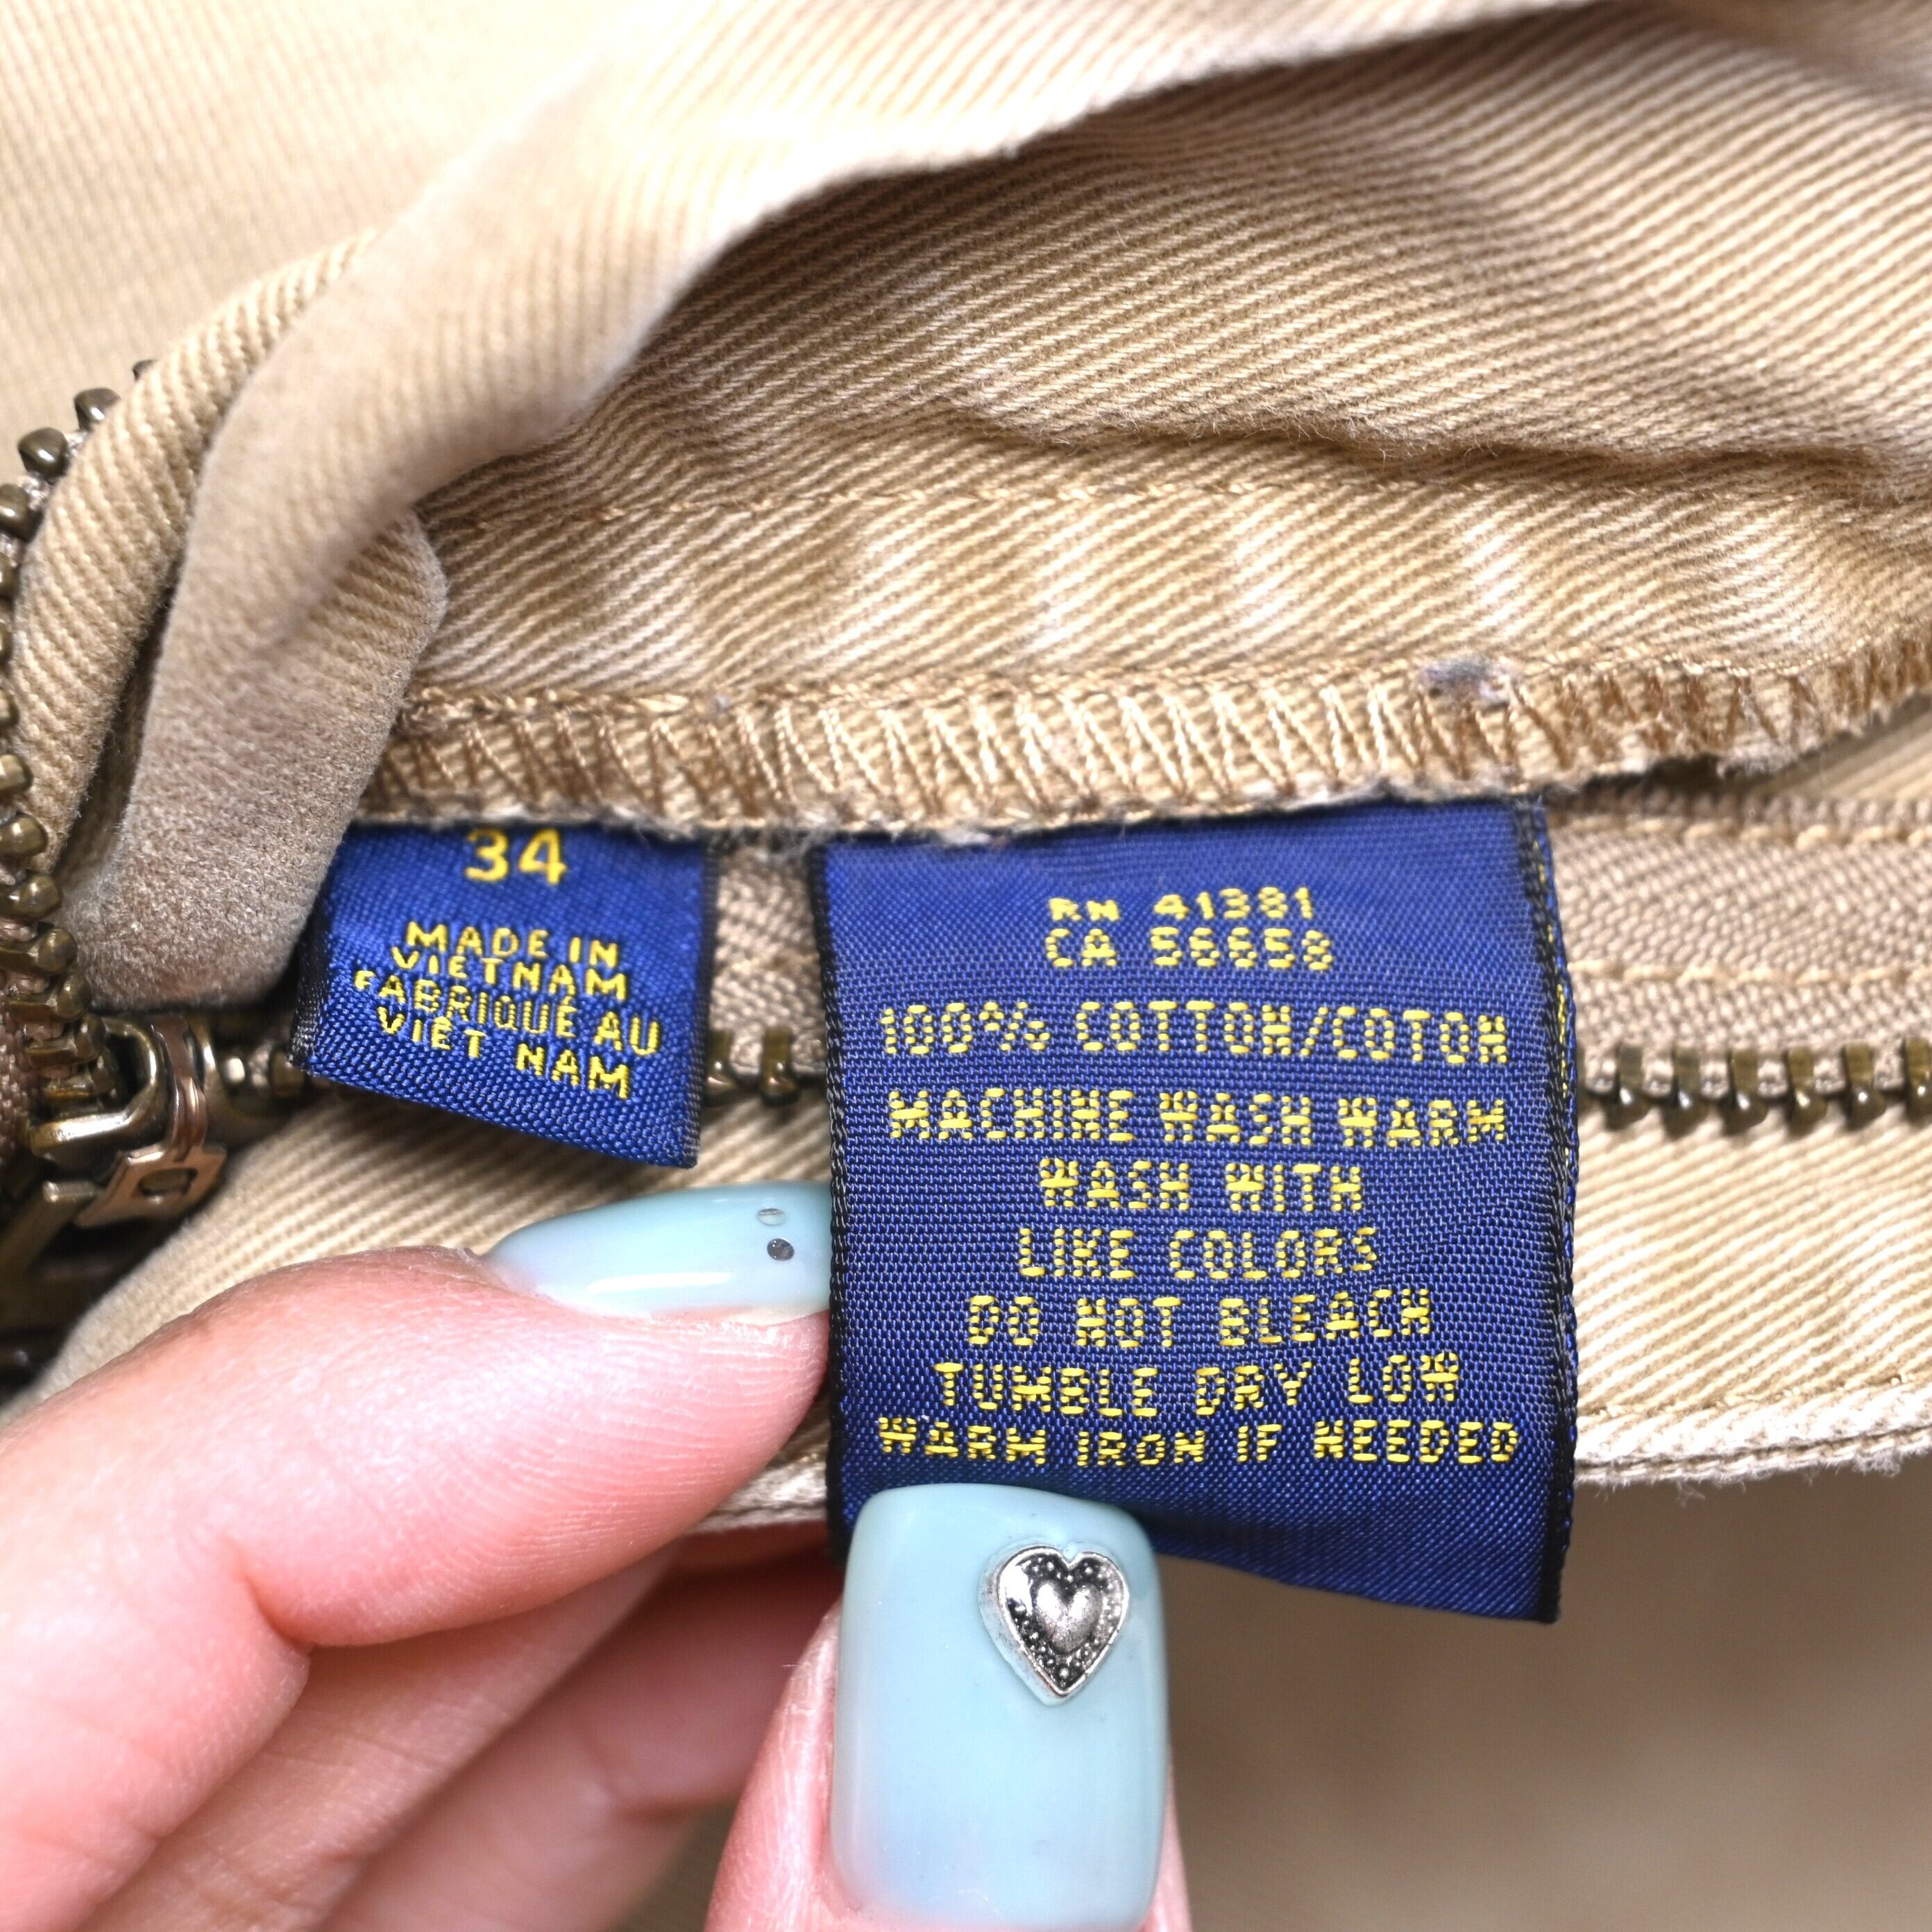 34
MADE IN
VIETNAM
FABRIQUÉ AU
VIÊT NAM
RN 41381
CA 56658
100% COTTON/COTON
MACHINE WASH WARM
WASH WITH
LIKE COLORS
DO NOT BLEACH
TUMBLE DRY LOW
WARM IRON IF NEEDED